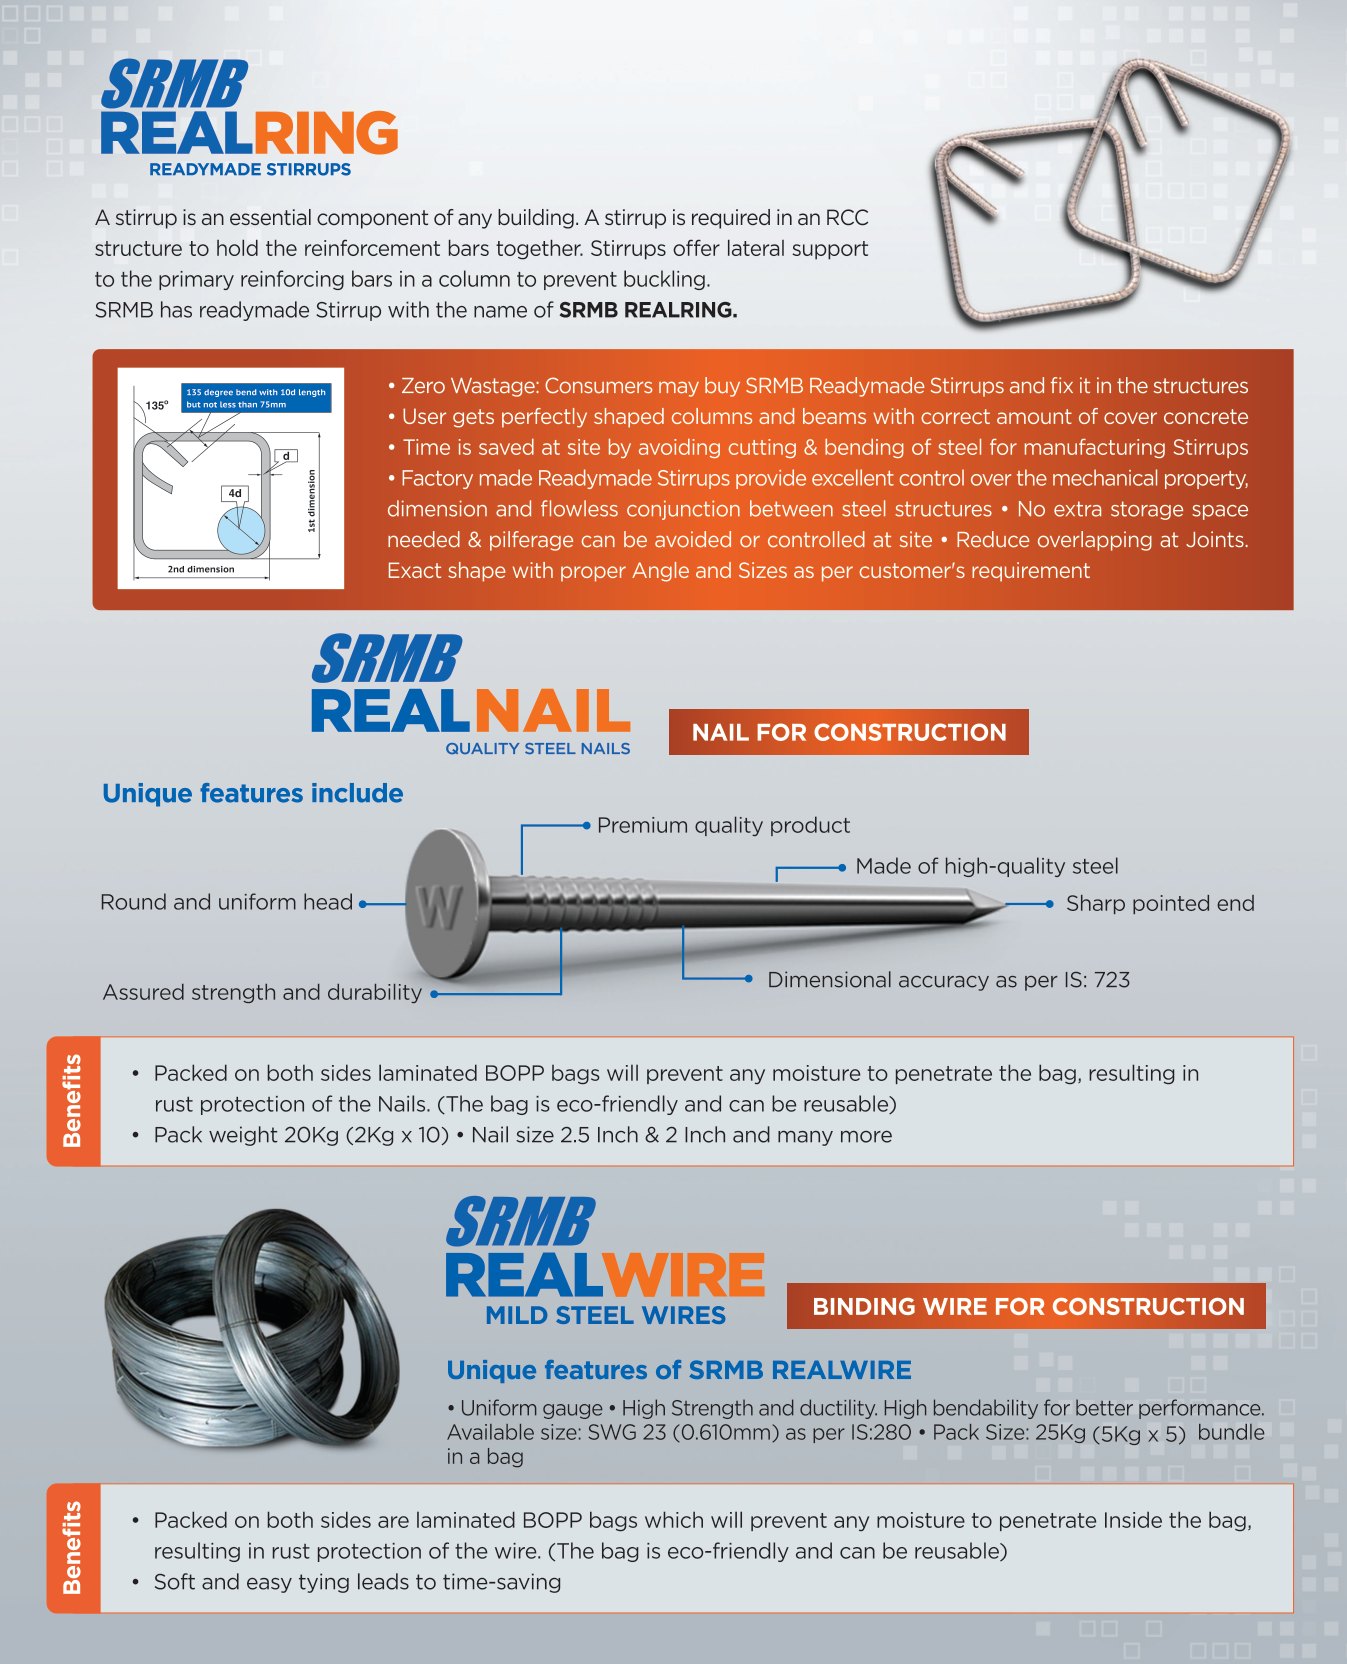 SRMB
REALRING
READYMADE STIRRUPS
A stirrup is an essential component of any building. A stirrup is required in an RCC
structure to hold the reinforcement bars together. Stirrups offer lateral support
to the primary reinforcing bars in a column to prevent buckling.
SRMB has readymade Stirrup with the name of SRMB REALRING.
135 degree bend with 10d length
but not less than 75mm
135°
d
4d
1st dimension
2nd dimension
• Zero Wastage: Consumers may buy SRMB Readymade Stirrups and fix it in the structures
• User gets perfectly shaped columns and beams with correct amount of cover concrete
• Time is saved at site by avoiding cutting & bending of steel for manufacturing Stirrups
• Factory made Readymade Stirrups provide excellent control over the mechanical property,
dimension and flowless conjunction between steel structures • No extra storage space
needed & pilferage can be avoided or controlled at site • Reduce overlapping at Joints.
Exact shape with proper Angle and Sizes as per customer's requirement
SRMB
REALNAIL
QUALITY STEEL NAILS
NAIL FOR CONSTRUCTION
Unique features include
Premium quality product
Made of high-quality steel
Round and uniform head
W
Sharp pointed end
Dimensional accuracy as per IS: 723
Assured strength and durability
Benefits
• Packed on both sides laminated BOPP bags will prevent any moisture to penetrate the bag, resulting in
rust protection of the Nails. (The bag is eco-friendly and can be reusable)
• Pack weight 20Kg (2Kg x 10) • Nail size 2.5 Inch & 2 Inch and many more
SRMB
REALWIRE
MILD STEEL WIRES
BINDING WIRE FOR CONSTRUCTION
Unique features of SRMB REALWIRE
• Uniform gauge • High Strength and ductility. High bendability for better performance.
Available size: SWG 23 (0.610mm) as per IS:280 • Pack Size: 25Kg (5Kg x 5) bundle
in a bag
Benefits
• Packed on both sides are laminated BOPP bags which will prevent any moisture to penetrate Inside the bag,
resulting in rust protection of the wire. (The bag is eco-friendly and can be reusable)
• Soft and easy tying leads to time-saving